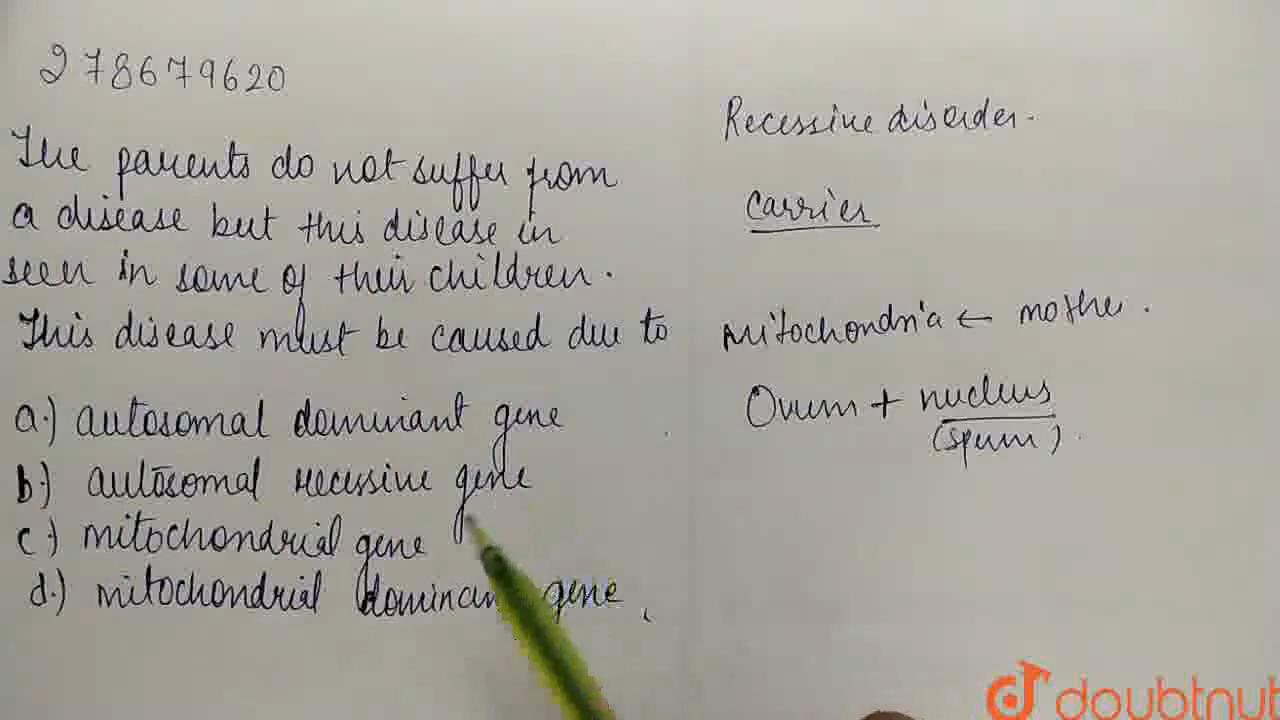 278679620
The parents do not suffer from
a disease but this disease in
seen in some of their children.
This disease must be caused due to
a.) autosomal dominant gene
b.) autosomal recessive gene
c.) mitochondrial gene
d.) mitochondrial dominan gene
Recessive disorder.
carrier
Mitochondria ← mother.
Ovum + nucleus
(sperm).
doubtnut